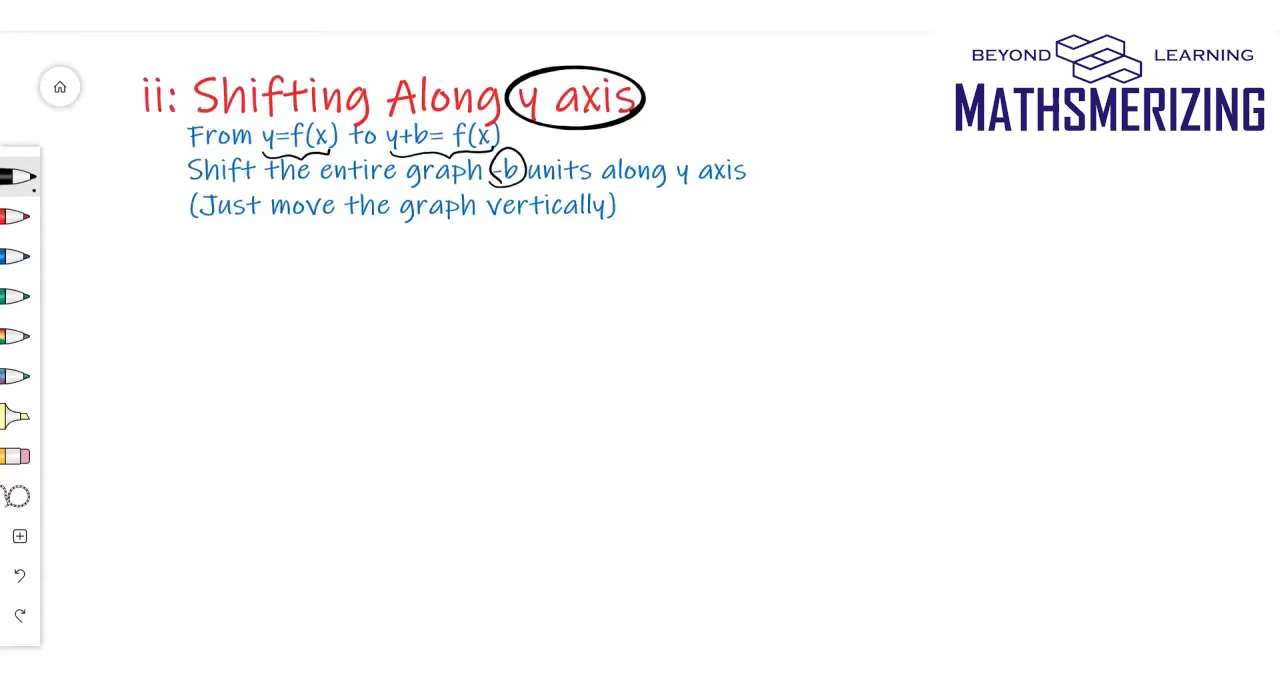 BEYOND LEARNING
MATHSMERIZING
ii: Shifting Along y axis
From y=f(x) to y+b= f(x)
Shift the entire graph -b units along y axis
(Just move the graph vertically)